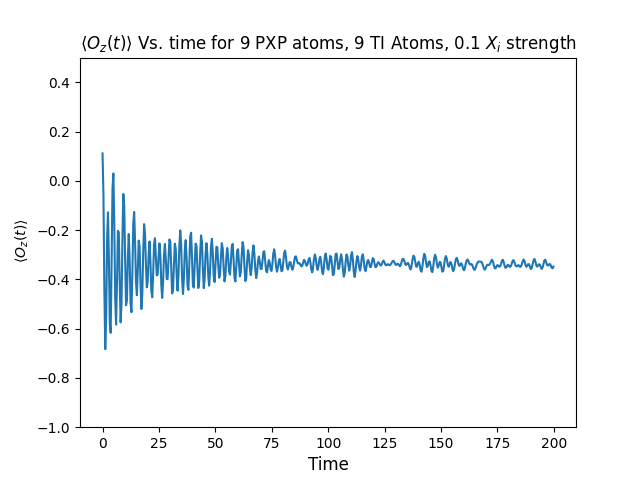 ⟨O_z(t)⟩ Vs. time for 9 PXP atoms, 9 TI Atoms, 0.1 X_i strength
0.4
0.2
0.0
−0.2
−0.4
−0.6
−0.8
−1.0
⟨O_z(t)⟩
0 25 50 75 100 125 150 175 200
Time